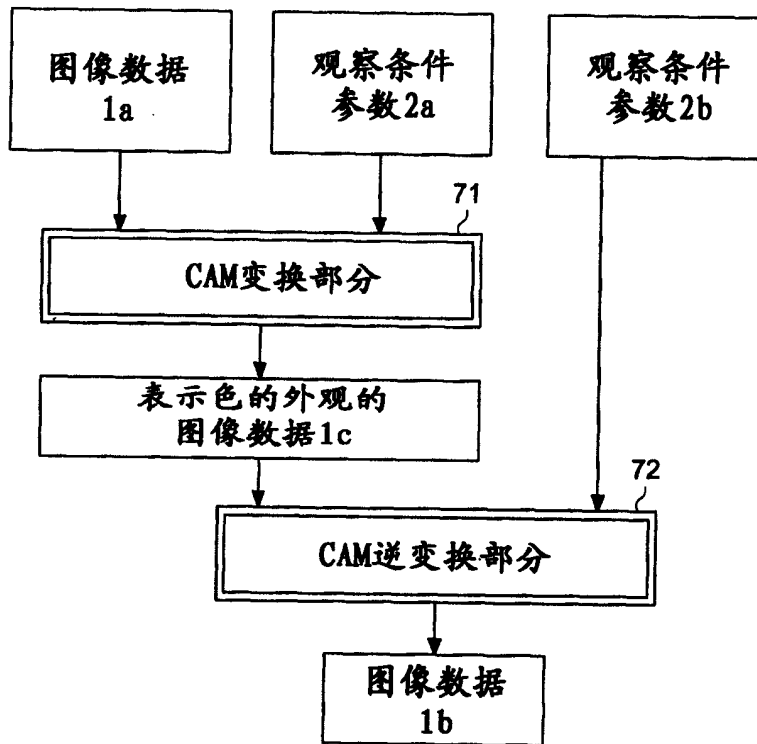 图像数据
1a
观察条件
参数2a
观察条件
参数2b
71
CAM变换部分
表示色的外观的
图像数据1c
72
CAM逆变换部分
图像数据
1b